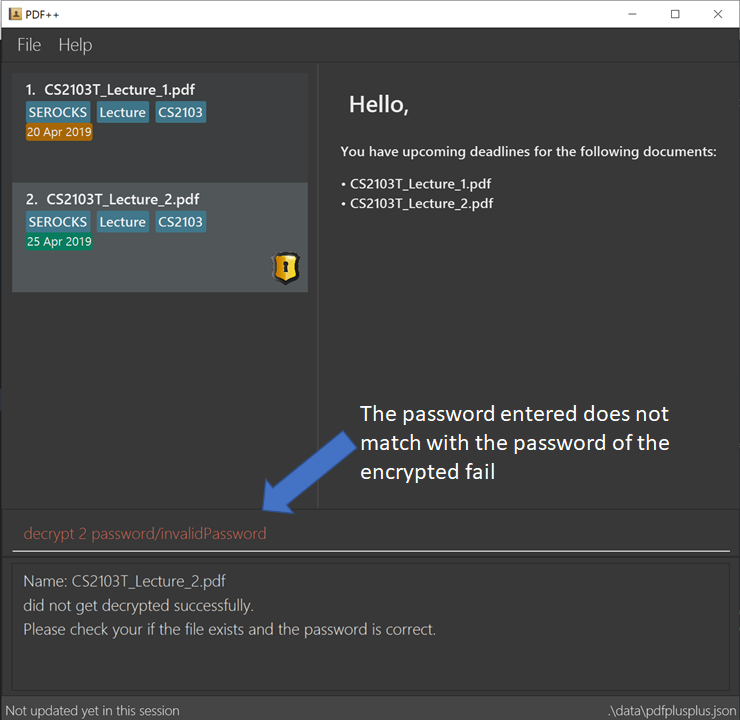 PDF++
File Help
1. CS2103T_Lecture_1.pdf
SEROCKS Lecture CS2103
20 Apr 2019
2. CS2103T_Lecture_2.pdf
SEROCKS Lecture CS2103
25 Apr 2019
Hello,
You have upcoming deadlines for the following documents:
• CS2103T_Lecture_1.pdf
• CS2103T_Lecture_2.pdf
The password entered does not
match with the password of the
encrypted fail
decrypt 2 password/invalidPassword
Name: CS2103T_Lecture_2.pdf
did not get decrypted successfully.
Please check your if the file exists and the password is correct.
Not updated yet in this session
.\data\pdfplusplus.json